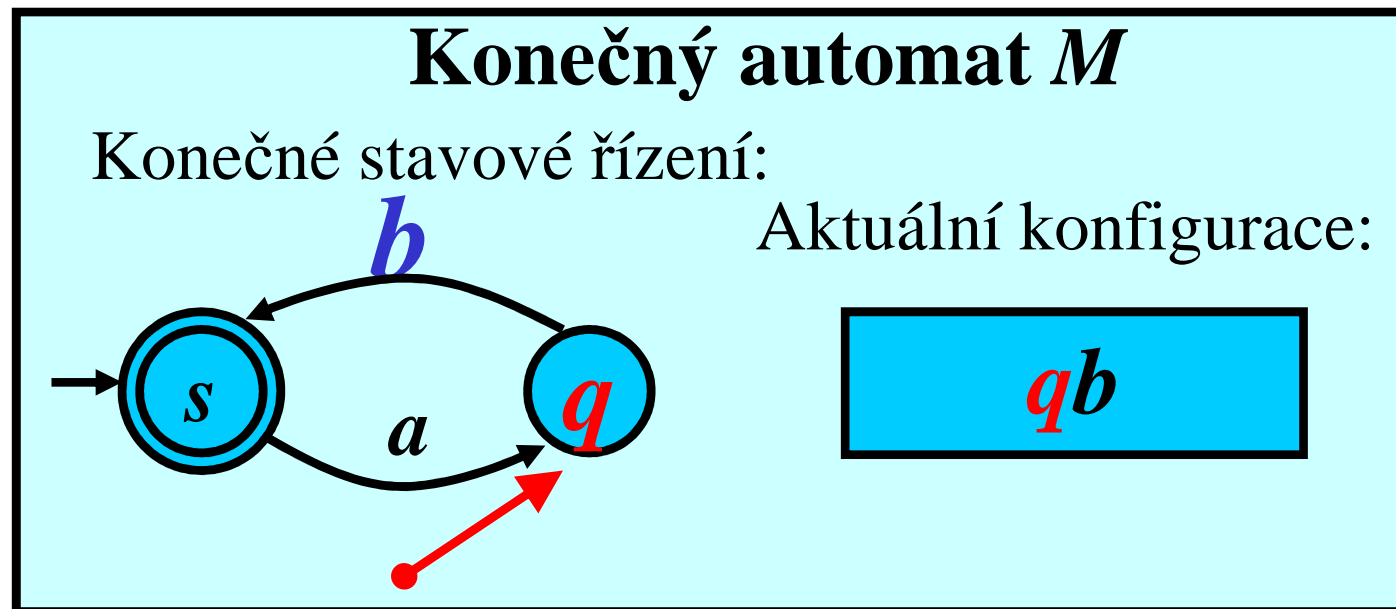 Konečný automat M
Konečné stavové řízení:
Aktuální konfigurace:
b
s
a
q
qb